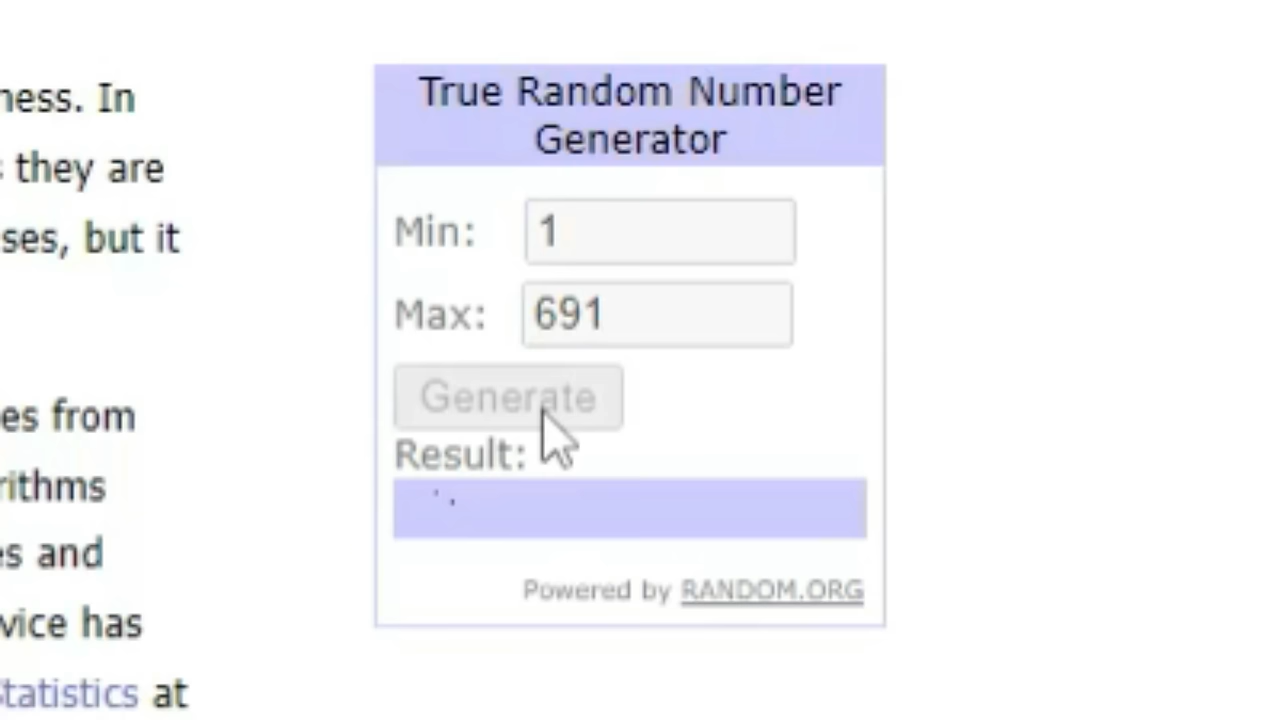 ness. In
they are
ses, but it
es from
rithms
es and
vice has
Statistics at
True Random Number
Generator
Min: 1
Max: 691
Generate
Result:
Powered by RANDOM.ORG